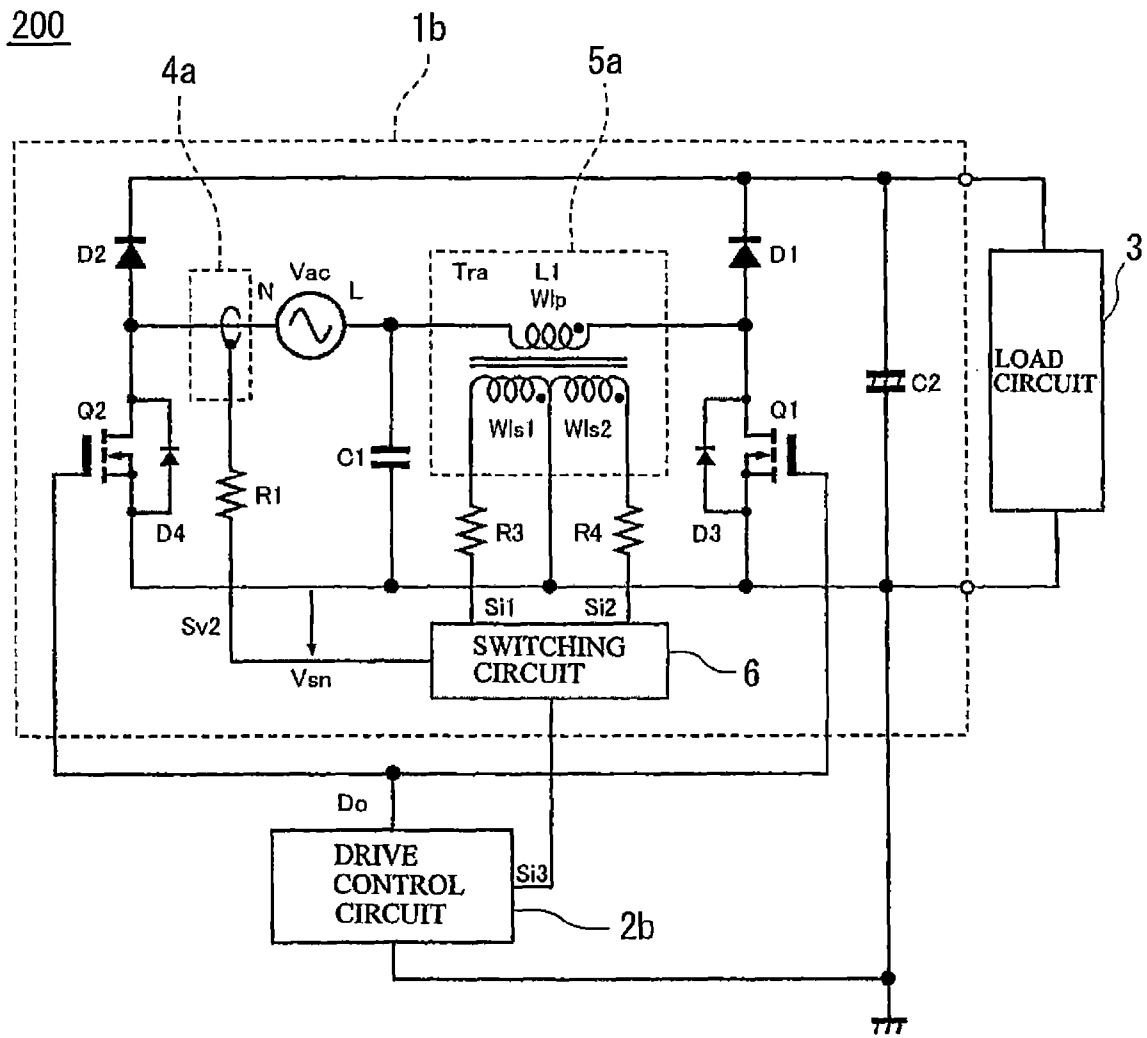 200
1b
4a
5a
D2
N
Vac
L
Tra
L1
Wlp
D1
3
LOAD
CIRCUIT
C2
Q2
Q1
Wls1
Wls2
C1
R1
D4
R3
R4
D3
Si1
Si2
Sv2
Vsn
SWITCHING
CIRCUIT
6
Do
DRIVE
CONTROL
CIRCUIT
Si3
2b